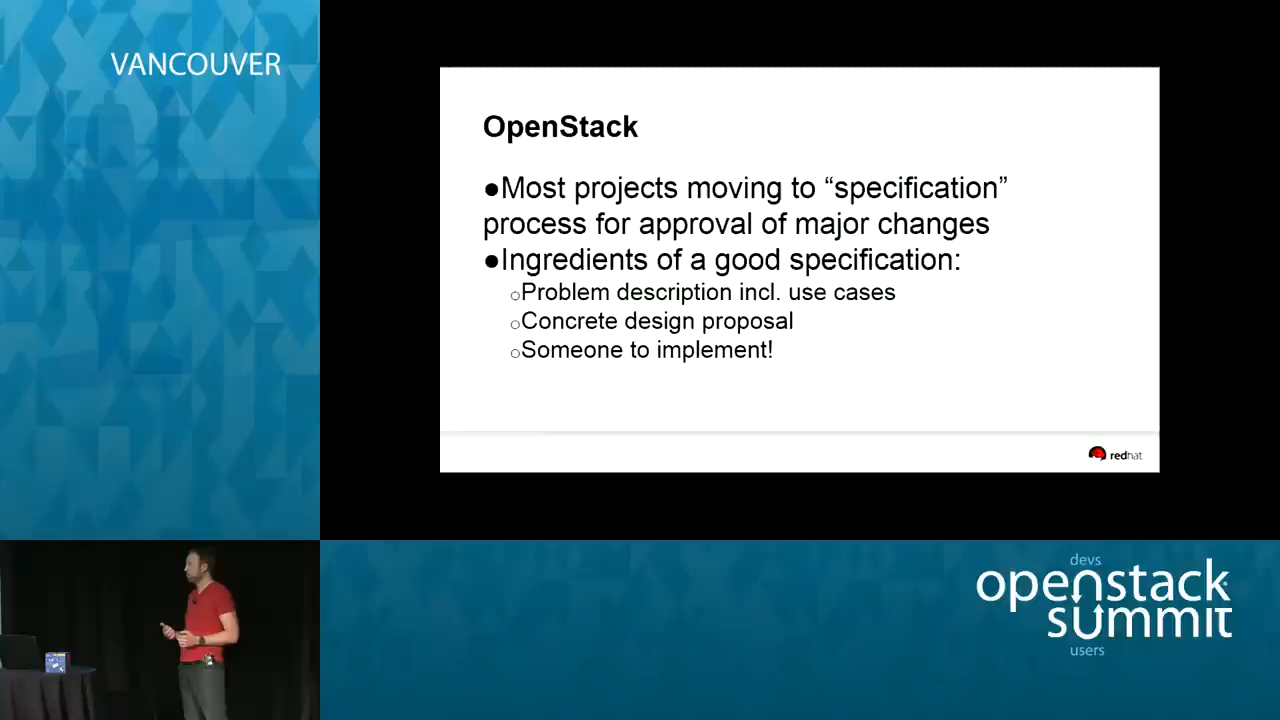 VANCOUVER
OpenStack
●Most projects moving to “specification”
process for approval of major changes
●Ingredients of a good specification:
○Problem description incl. use cases
○Concrete design proposal
○Someone to implement!
redhat
devs
openstack
summit
users